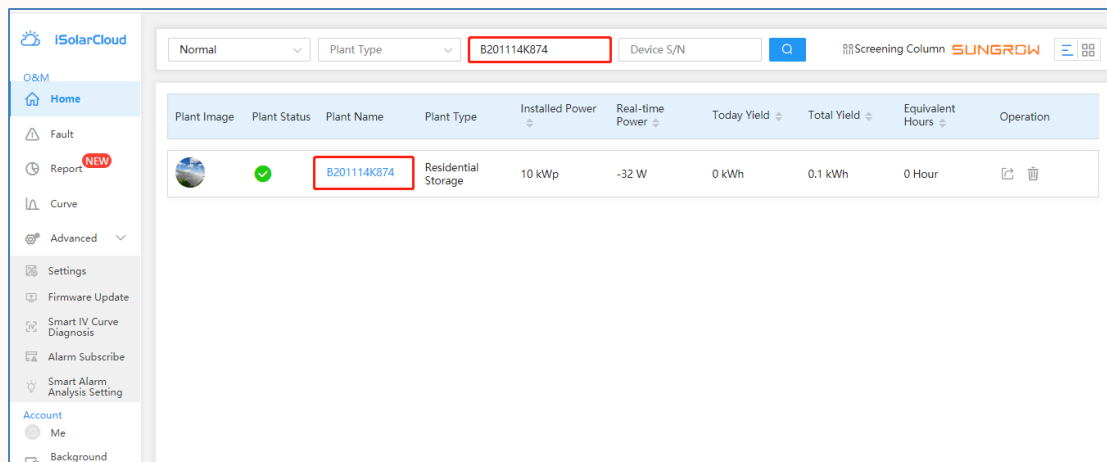 iSolarCloud
Normal
Plant Type
B201114K874
Device S/N
Screening Column
SUNGROW
O&M
Home
Fault
Report NEW
Curve
Advanced
Settings
Firmware Update
Smart IV Curve
Diagnosis
Alarm Subscribe
Smart Alarm
Analysis Setting
Account
Me
Background
Plant Image Plant Status Plant Name Plant Type Installed Power Real-time
Power Today Yield Total Yield Equivalent
Hours Operation
B201114K874 Residential
Storage 10 kWp -32 W 0 kWh 0.1 kWh 0 Hour